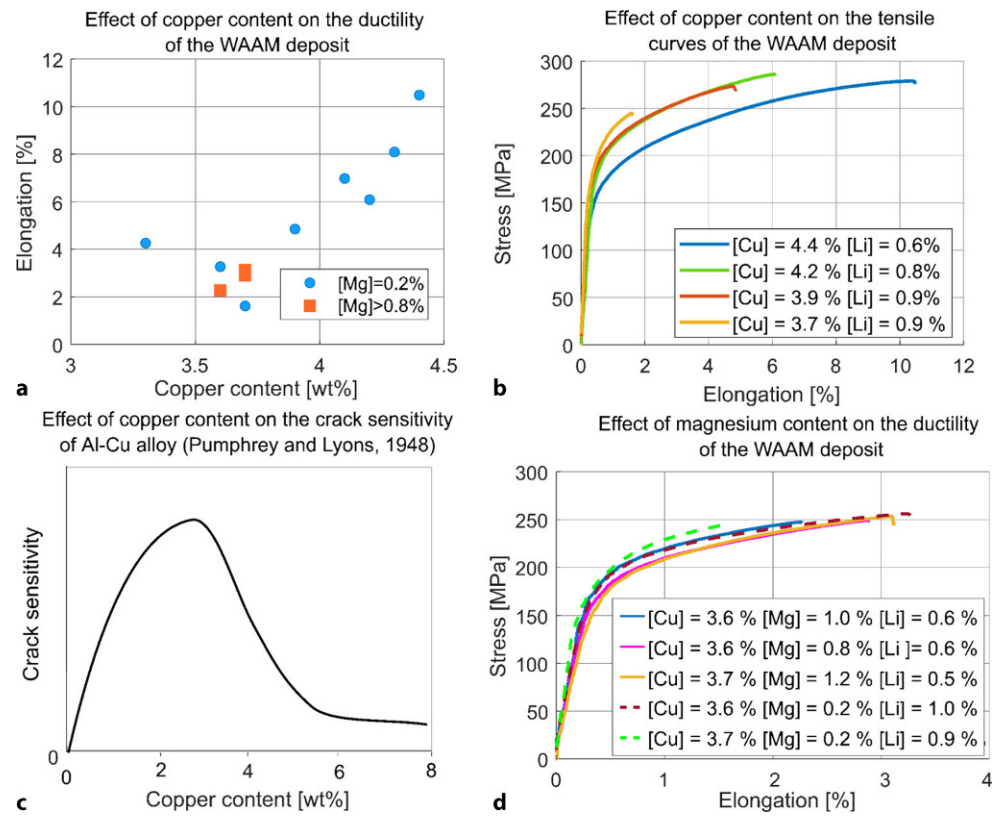 Effect of copper content on the ductility
of the WAAM deposit
12
10
8
6
4
2
0
3
3.5
4
4.5
Elongation [%]
Copper content [wt%]
[Mg]=0.2%
[Mg]>0.8%
a
Effect of copper content on the tensile
curves of the WAAM deposit
300
250
200
150
100
50
0
0
2
4
6
8
10
12
Stress [MPa]
Elongation [%]
[Cu] = 4.4 % [Li] = 0.6%
[Cu] = 4.2 % [Li] = 0.8%
[Cu] = 3.9 % [Li] = 0.9%
[Cu] = 3.7 % [Li] = 0.9 %
b
Effect of copper content on the crack sensitivity
of Al-Cu alloy (Pumphrey and Lyons, 1948)
Crack sensitivity
0
0
2
4
6
8
Copper content [wt%]
c
Effect of magnesium content on the ductility
of the WAAM deposit
300
250
200
150
100
50
0
0
1
2
3
4
Stress [MPa]
Elongation [%]
[Cu] = 3.6 % [Mg] = 1.0 % [Li] = 0.6 %
[Cu] = 3.6 % [Mg] = 0.8 % [Li ]= 0.6 %
[Cu] = 3.7 % [Mg] = 1.2 % [Li] = 0.5 %
[Cu] = 3.6 % [Mg] = 0.2 % [Li] = 1.0 %
[Cu] = 3.7 % [Mg] = 0.2 % [Li] = 0.9 %
d